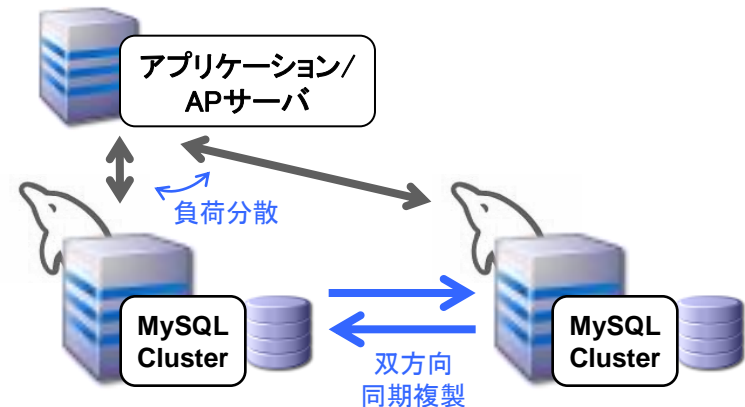 アプリケーション/
APサーバ
負荷分散
MySQL
Cluster
双方向
同期複製
MySQL
Cluster